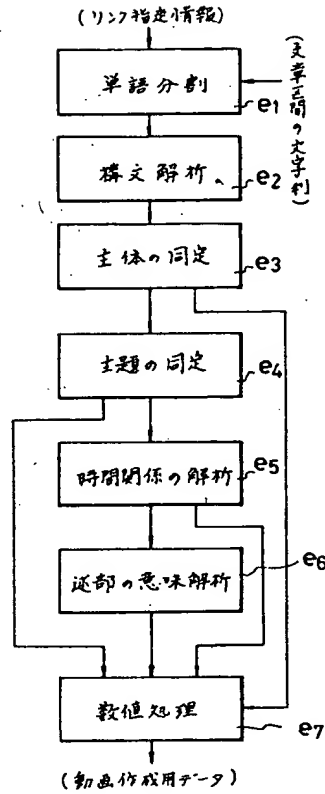 (リンク指定情報)
単語分割
e1
(文章区間の文字列)
構文解析
e2
主体の同定
e3
主題の同定
e4
時間関係の解析
e5
述部の意味解析
e6
数値処理
e7
(動画作成用データ)